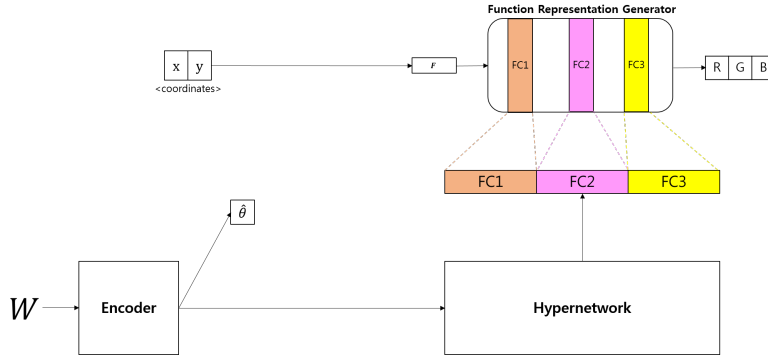 Function Representation Generator
x y
F
FC1 FC2 FC3
R G B
<coordinates>
FC1 FC2 FC3
θ̂
W
Encoder
Hypernetwork